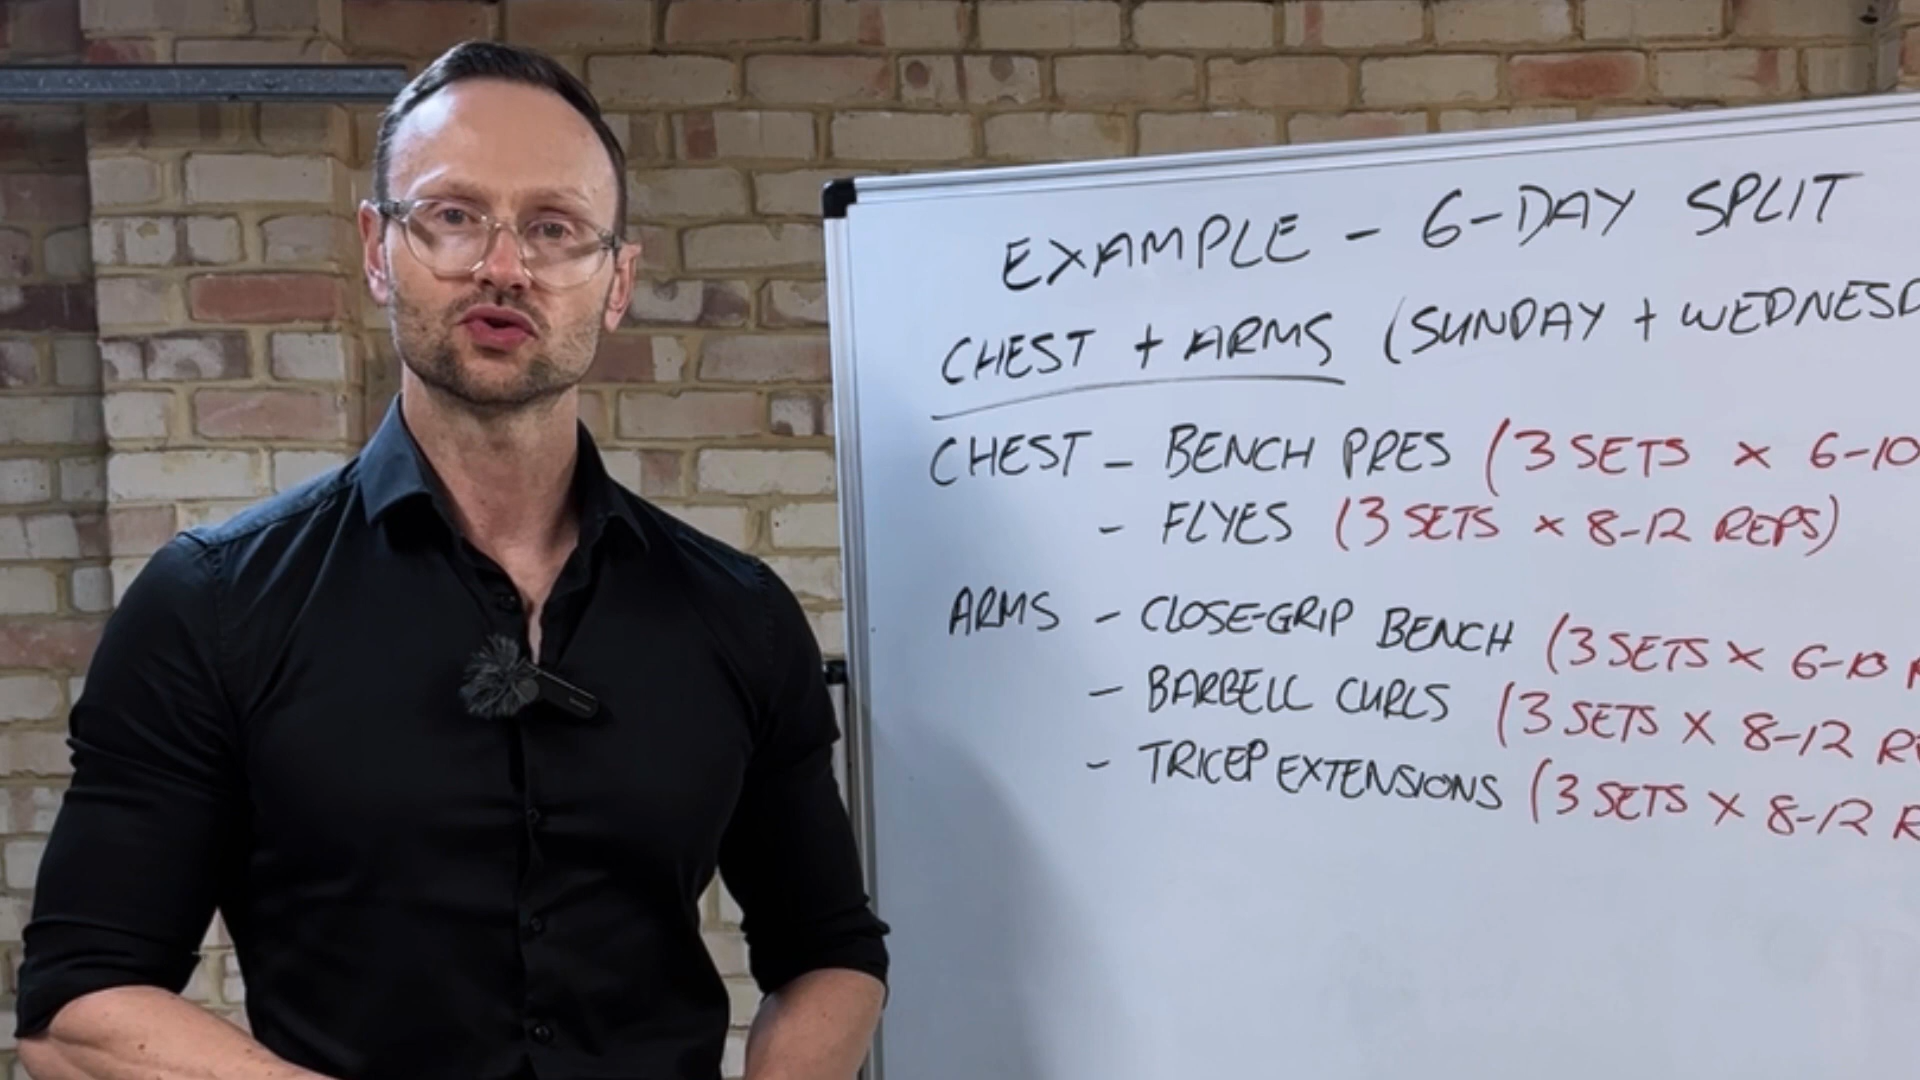 EXAMPLE - 6-DAY SPLIT
CHEST + ARMS (SUNDAY + WEDNESD
CHEST - BENCH PRES (3 SETS x 6-10
- FLYES (3 SETS x 8-12 REPS)
ARMS - CLOSE-GRIP BENCH (3 SETS x 6-10
- BARBELL CURLS (3 SETS x 8-12 RE
- TRICEP EXTENSIONS (3 SETS x 8-12 R